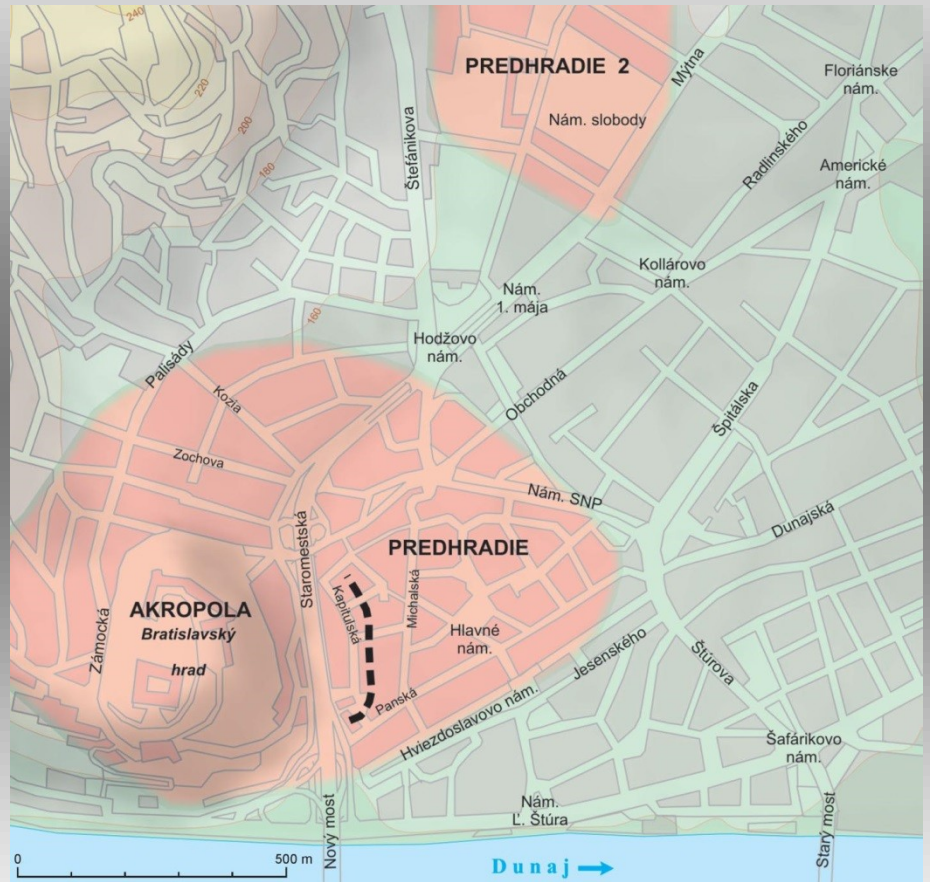 240
220
200
180
160
PREDHRADIE 2
Nám. slobody
Mýtna
Floriánske
nám.
Radlinského
Americké
nám.
Štefánikova
Kollárovo
nám.
Nám.
1. mája
Hodžovo
nám.
Palisády
Kozia
Obchodná
Špitálska
Zochova
Nám. SNP
Dunajská
Staromestská
PREDHRADIE
AKROPOLA
Bratislavský
hrad
Zámocká
Kapitulská
Michalská
Hlavné
nám.
Panská
Jesenského
Hviezdoslavovo nám.
Štúrova
Šafárikovo
nám.
Nám.
Ľ. Štúra
Nový most
Starý most
0
500 m
Dunaj